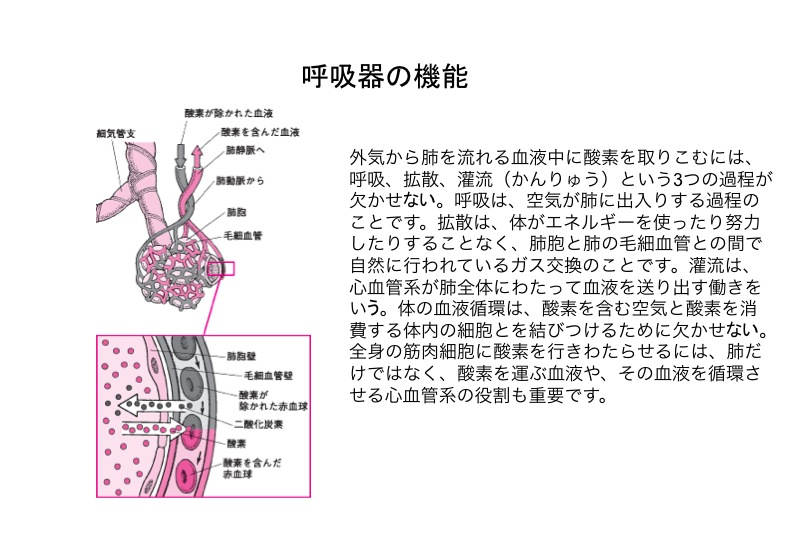 呼吸器の機能
酸素が除かれた血液
細気管支
酸素を含んだ血液
肺静脈へ
肺動脈から
肺胞
毛細血管
肺胞壁
毛細血管壁
酸素が
除かれた赤血球
二酸化炭素
酸素
酸素を含んだ
赤血球
外気から肺を流れる血液中に酸素を取りこむには、
呼吸、拡散、灌流（かんりゅう）という3つの過程が
欠かせない。呼吸は、空気が肺に出入りする過程の
ことです。拡散は、体がエネルギーを使ったり努力
したりすることなく、肺胞と肺の毛細血管との間で
自然に行われているガス交換のことです。灌流は、
心血管系が肺全体にわたって血液を送り出す働きを
いう。体の血液循環は、酸素を含む空気と酸素を消
費する体内の細胞とを結びつけるために欠かせない。
全身の筋肉細胞に酸素を行きわたらせるには、肺だ
けではなく、酸素を運ぶ血液や、その血液を循環さ
せる心血管系の役割も重要です。